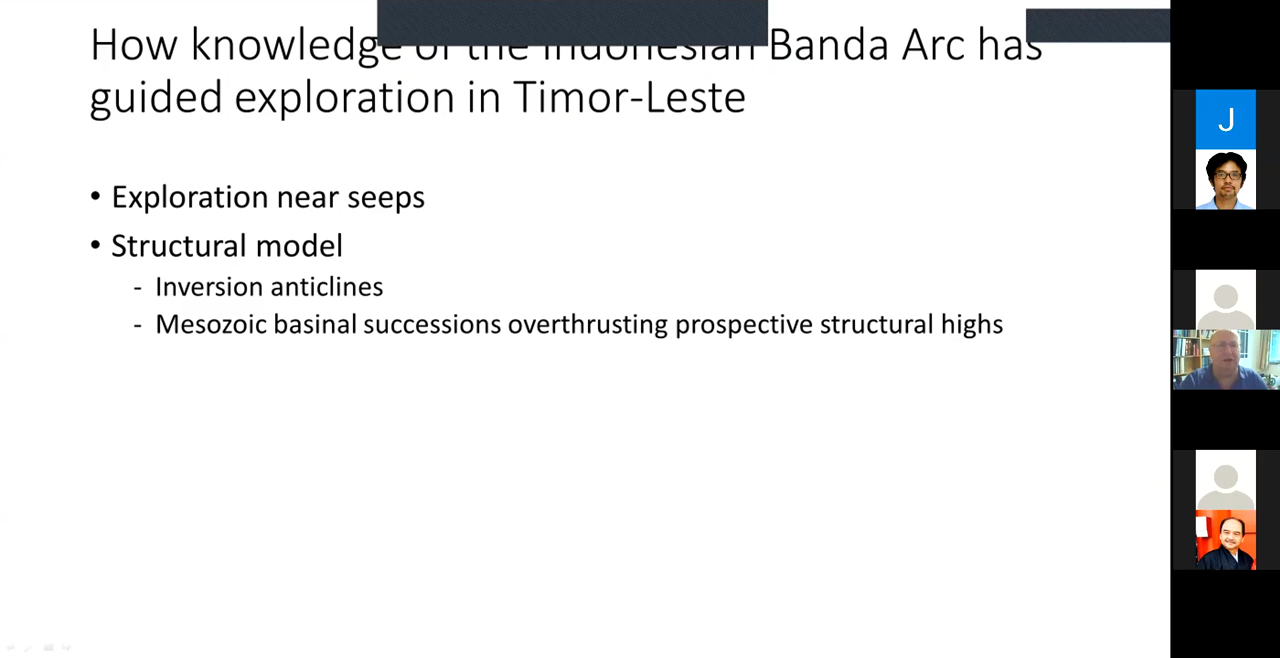 How knowledge of the Indonesian Banda Arc has
guided exploration in Timor-Leste
• Exploration near seeps
• Structural model
- Inversion anticlines
- Mesozoic basinal successions overthrusting prospective structural highs
J